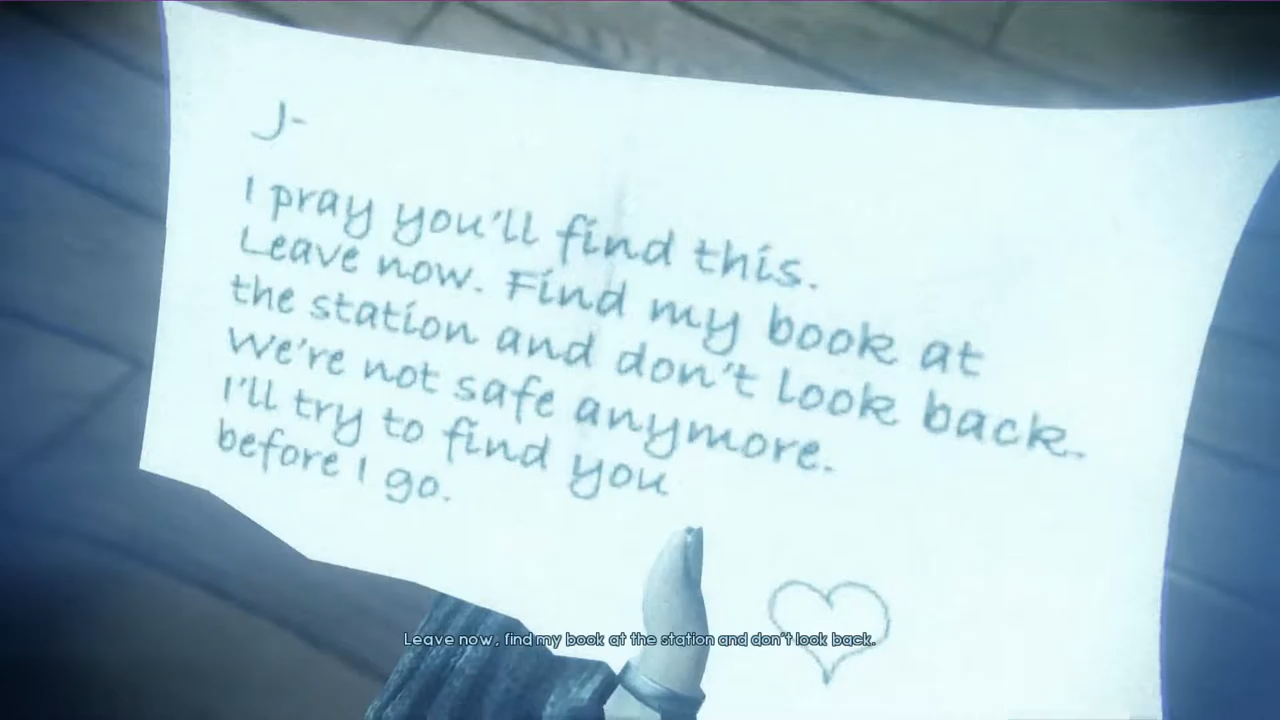 J-
I pray you'll find this.
Leave now. Find my book at
the station and don't look back.
We're not safe anymore.
I'll try to find you
before I go.
Leave now, find my book at the station and don't look back.